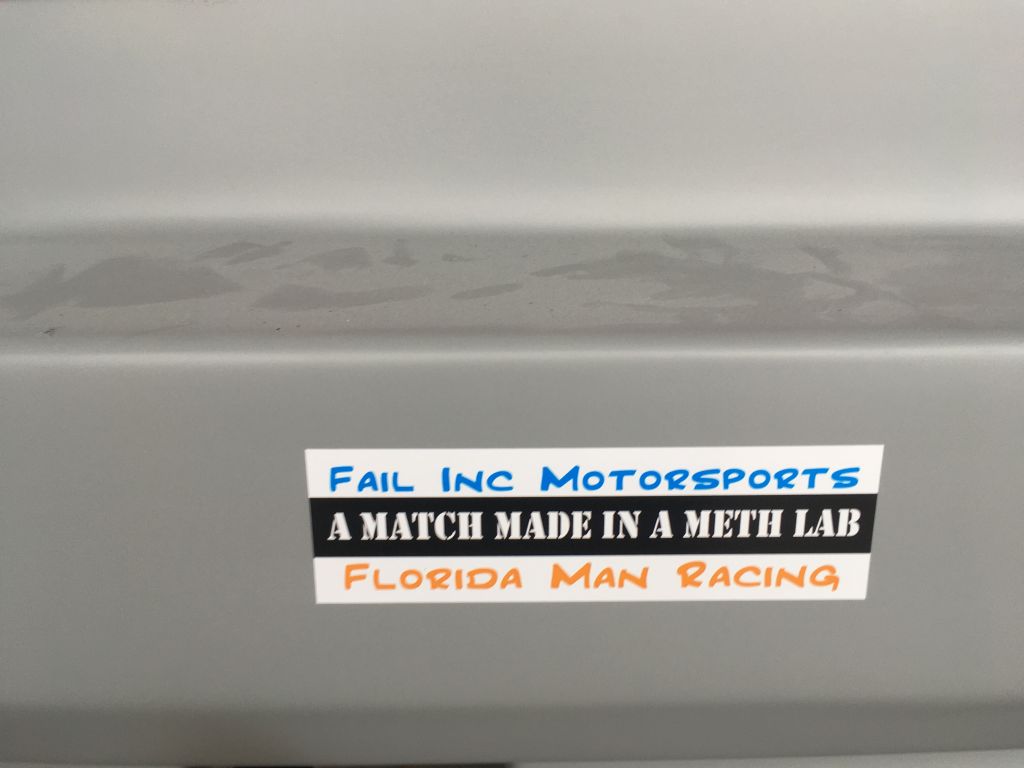 Fail Inc Motorsports
A MATCH MADE IN A METH LAB
Florida Man Racing